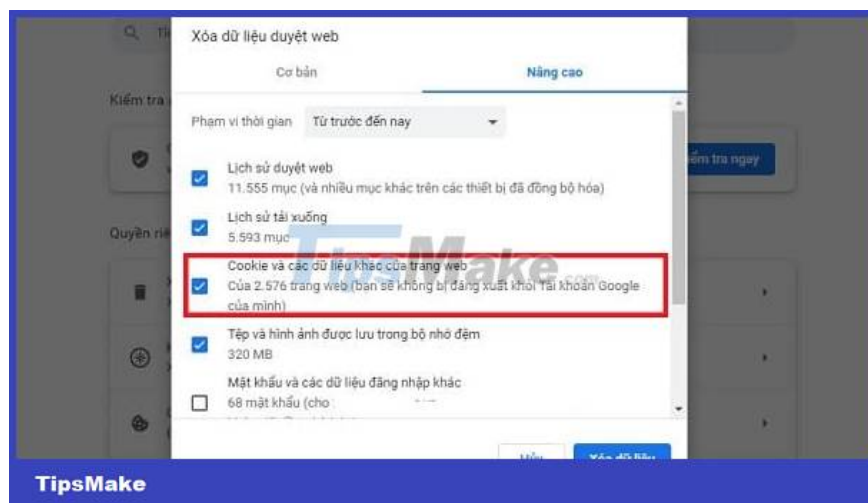 Xóa dữ liệu duyệt web
Cơ bản
Nâng cao
Kiểm tra
Phạm vi thời gian Từ trước đến nay
Lịch sử duyệt web
11.555 mục (và nhiều mục khác trên các thiết bị đã đồng bộ hóa)
kiểm tra ngay
Lịch sử tải xuống
5.593 mục
Quyền riê
TipsMake.com
Cookie và các dữ liệu khác của trang web
Của 2.576 trang web (bạn sẽ không bị đăng xuất khỏi Tài khoản Google
của mình)
Tệp và hình ảnh được lưu trong bộ nhớ đệm
320 MB
Mật khẩu và các dữ liệu đăng nhập khác
68 mật khẩu (cho
Hủy
Xóa dữ liệu
TipsMake